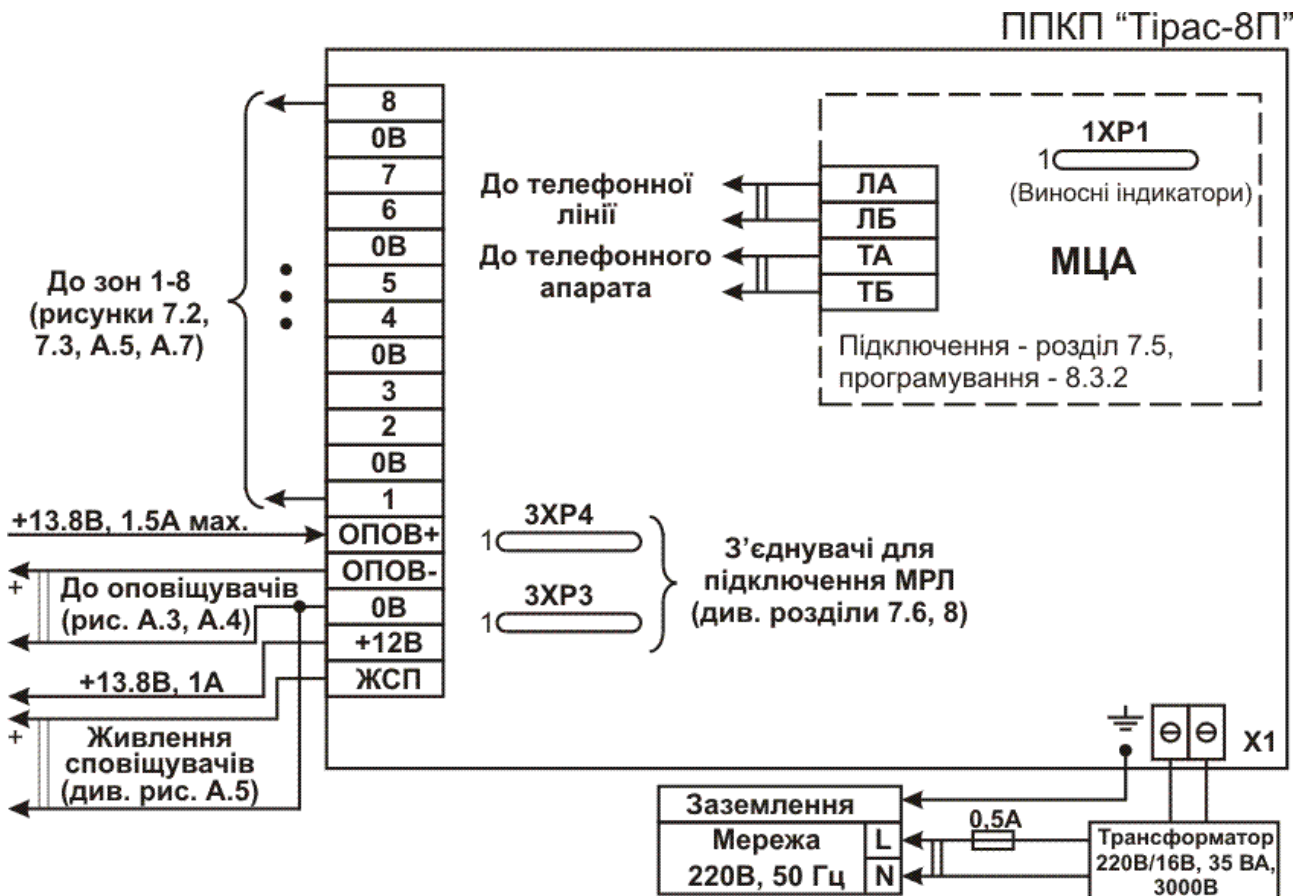 ППКП “Тірас-8П”
8
0В
7
6
0В
5
4
0В
3
2
0В
1
ОПОВ+
ОПОВ-
0В
+12В
ЖСП
До зон 1-8
(рисунки 7.2,
7.3, А.5, А.7)
+13.8В, 1.5А мах.
+
До оповіщувачів
(рис. А.3, А.4)
+13.8В, 1А
+
Живлення
сповіщувачів
(див. рис. А.5)
До телефонної
лінії
До телефонного
апарата
ЛА
ЛБ
ТА
ТБ
1ХР1
1
(Виносні індикатори)
МЦА
Підключення - розділ 7.5,
програмування - 8.3.2
3ХР4
1
3ХР3
1
З’єднувачі для
підключення МРЛ
(див. розділи 7.6, 8)
Х1
Заземлення
Мережа
220В, 50 Гц
L
N
0,5А
Трансформатор
220В/16В, 35 ВА,
3000В